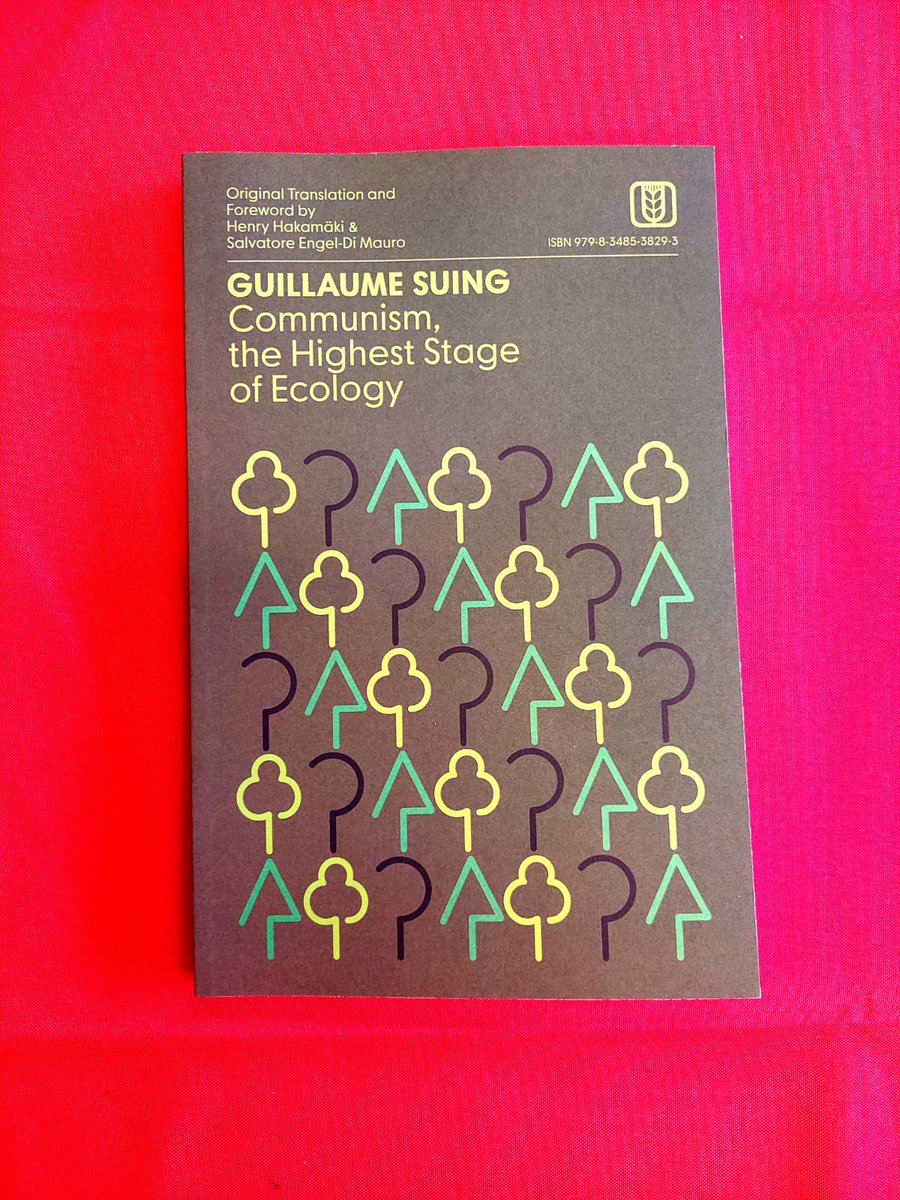 Original Translation and
Foreword by
Henry Hakamäki &
Salvatore Engel-Di Mauro
ISBN 979-8-3485-3829-3
GUILLAUME SUING
Communism,
the Highest Stage
of Ecology